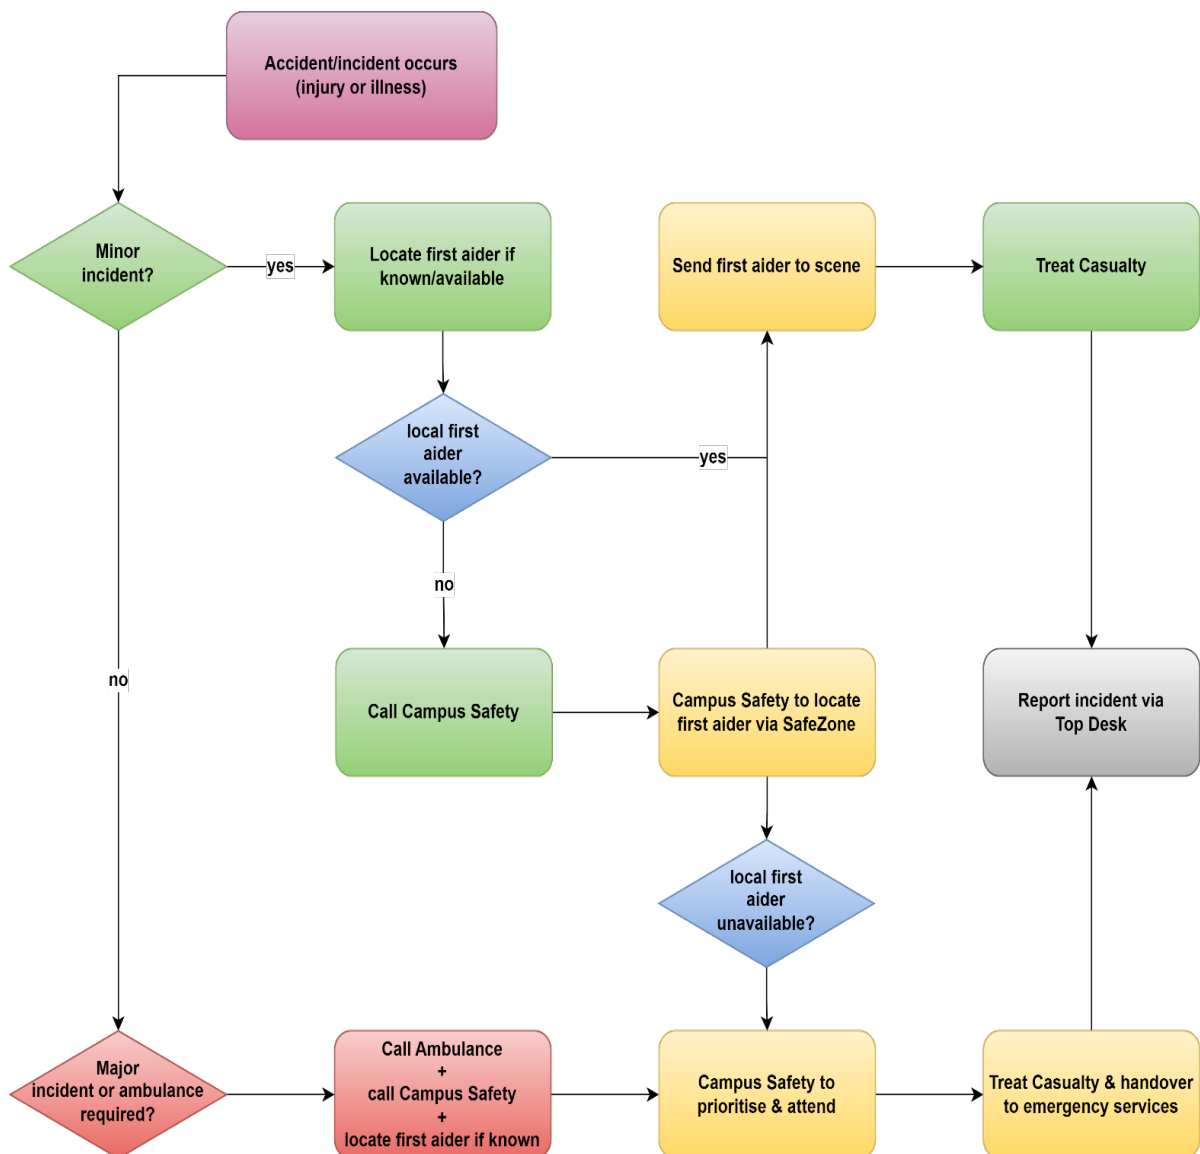 Accident/incident occurs
(injury or illness)
Minor
incident?
yes
Locate first aider if
known/available
Send first aider to scene
Treat Casualty
local first
aider
available?
yes
no
no
Call Campus Safety
Campus Safety to locate
first aider via SafeZone
Report incident via
Top Desk
local first
aider
unavailable?
Major
incident or ambulance
required?
Call Ambulance
+
call Campus Safety
+
locate first aider if known
Campus Safety to
prioritise & attend
Treat Casualty & handover
to emergency services